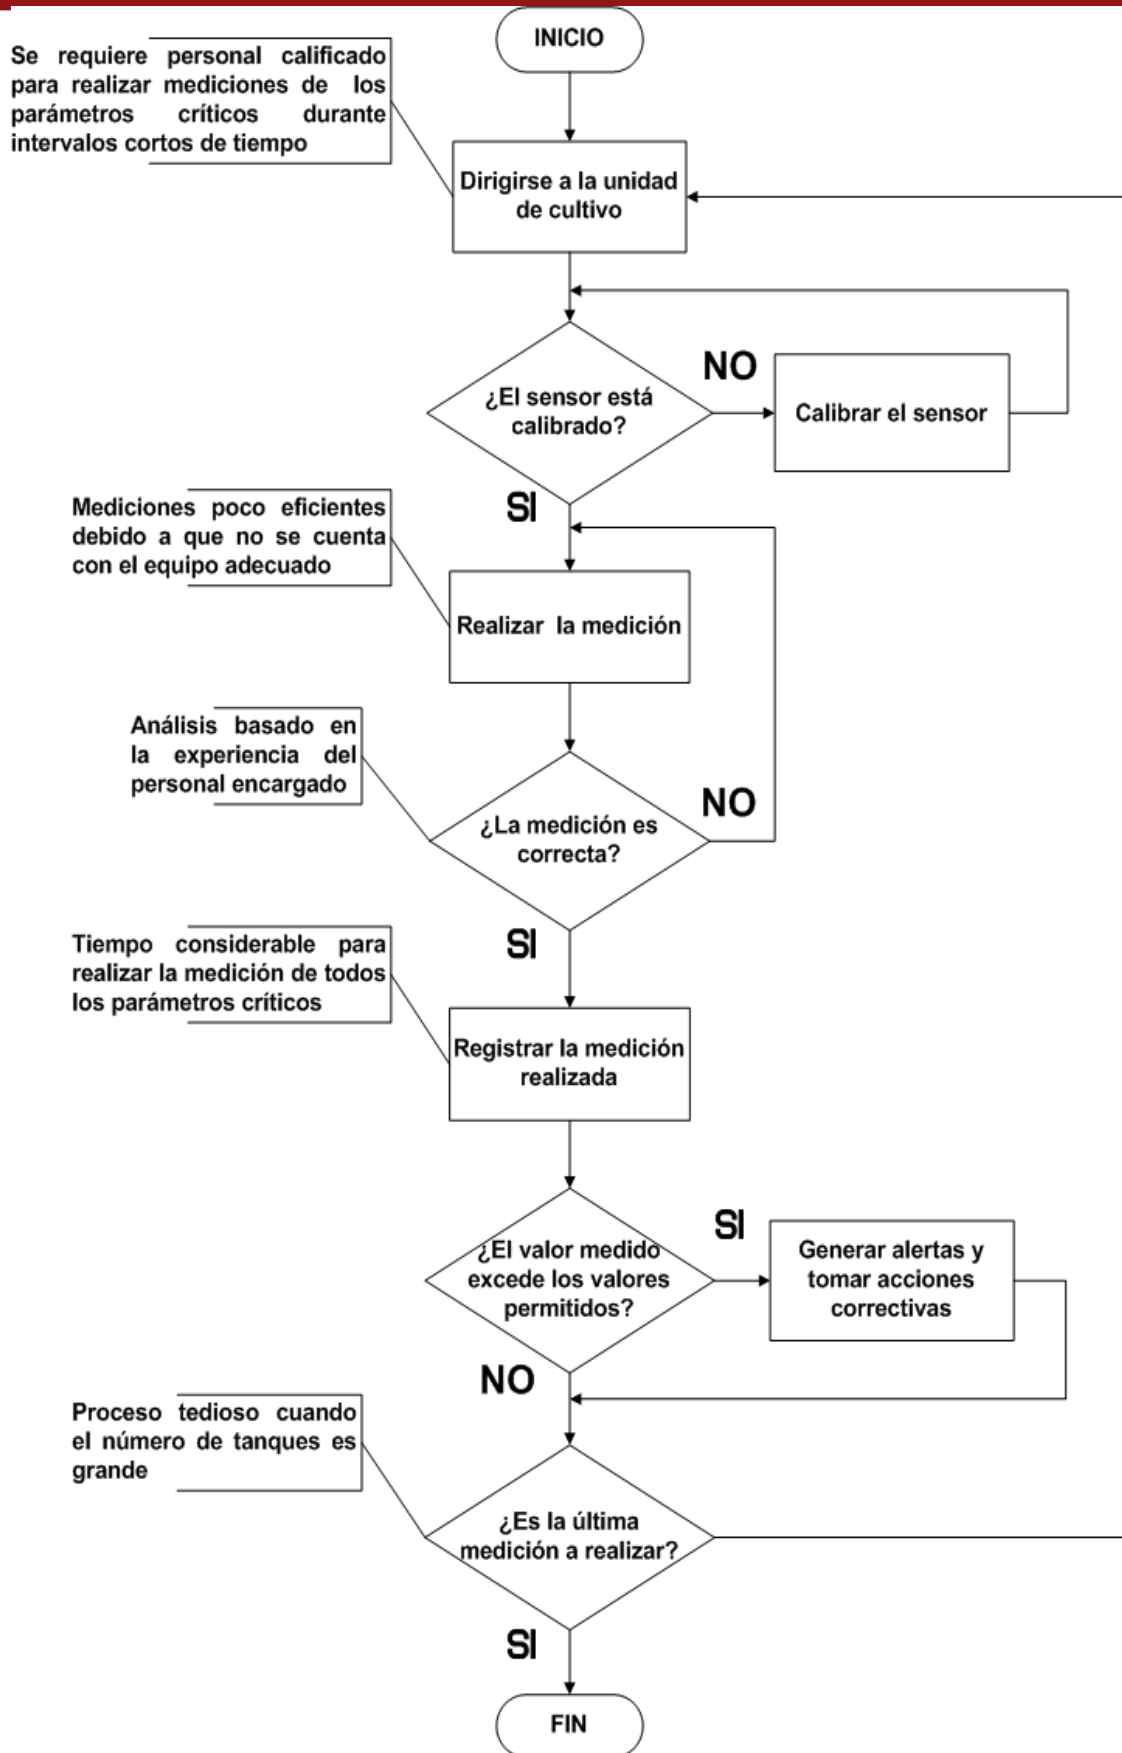 INICIO
Se requiere personal calificado
para realizar mediciones de los
parámetros críticos durante
intervalos cortos de tiempo
Dirigirse a la unidad
de cultivo
¿El sensor está
calibrado?
NO
Calibrar el sensor
SI
Mediciones poco eficientes
debido a que no se cuenta
con el equipo adecuado
Realizar la medición
Análisis basado en
la experiencia del
personal encargado
¿La medición es
correcta?
NO
SI
Tiempo considerable para
realizar la medición de todos
los parámetros críticos
Registrar la medición
realizada
¿El valor medido
excede los valores
permitidos?
SI
Generar alertas y
tomar acciones
correctivas
NO
Proceso tedioso cuando
el número de tanques es
grande
¿Es la última
medición a realizar?
SI
FIN